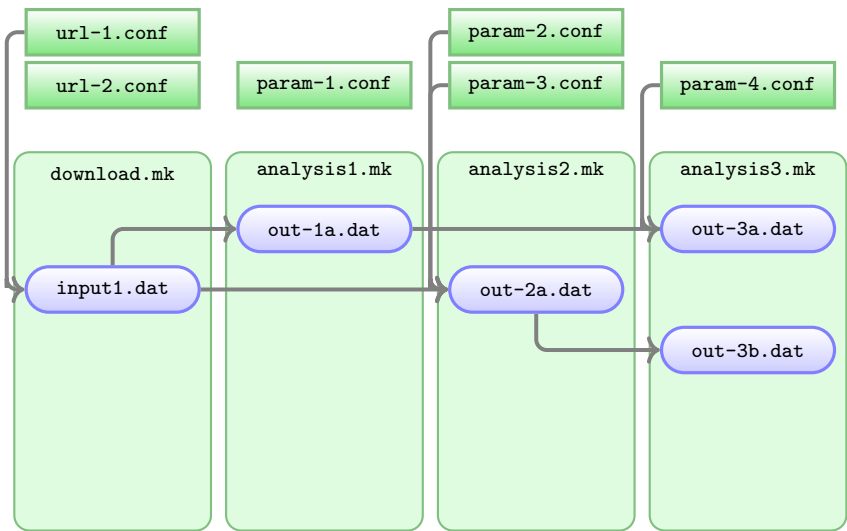 url-1.conf
param-2.conf
url-2.conf
param-1.conf
param-3.conf
param-4.conf
download.mk
analysis1.mk
analysis2.mk
analysis3.mk
out-1a.dat
out-3a.dat
input1.dat
out-2a.dat
out-3b.dat